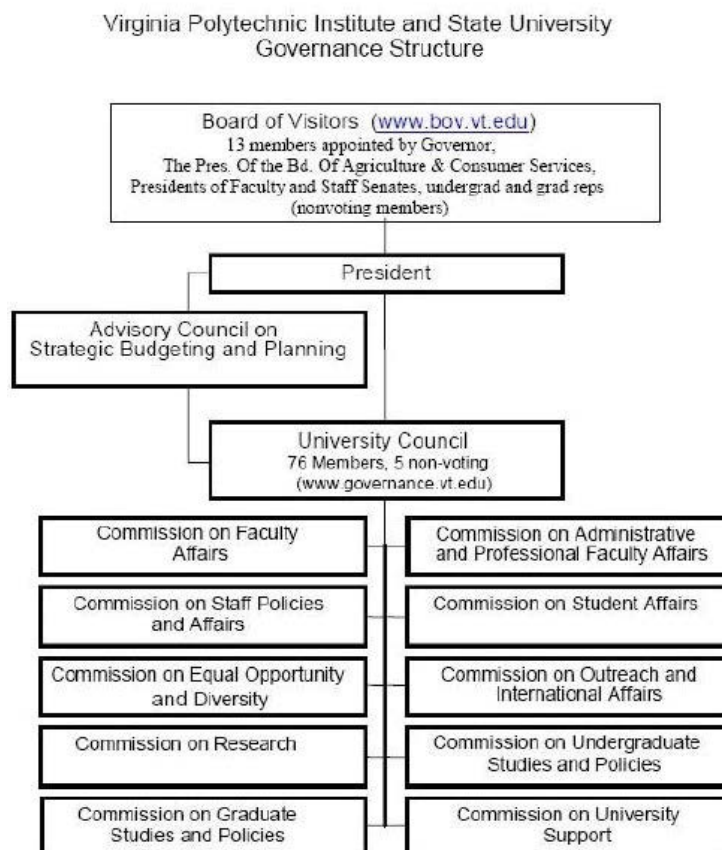 Virginia Polytechnic Institute and State University
Governance Structure
Board of Visitors (www.bov.vt.edu)
13 members appointed by Governor,
The Pres. Of the Bd. Of Agriculture & Consumer Services,
Presidents of Faculty and Staff Senates, undergrad and grad reps
(nonvoting members)
President
Advisory Council on
Strategic Budgeting and Planning
University Council
76 Members, 5 non-voting
(www.governance.vt.edu)
Commission on Faculty
Affairs
Commission on Administrative
and Professional Faculty Affairs
Commission on Staff Policies
and Affairs
Commission on Student Affairs
Commission on Equal Opportunity
and Diversity
Commission on Outreach and
International Affairs
Commission on Research
Commission on Undergraduate
Studies and Policies
Commission on Graduate
Studies and Policies
Commission on University
Support